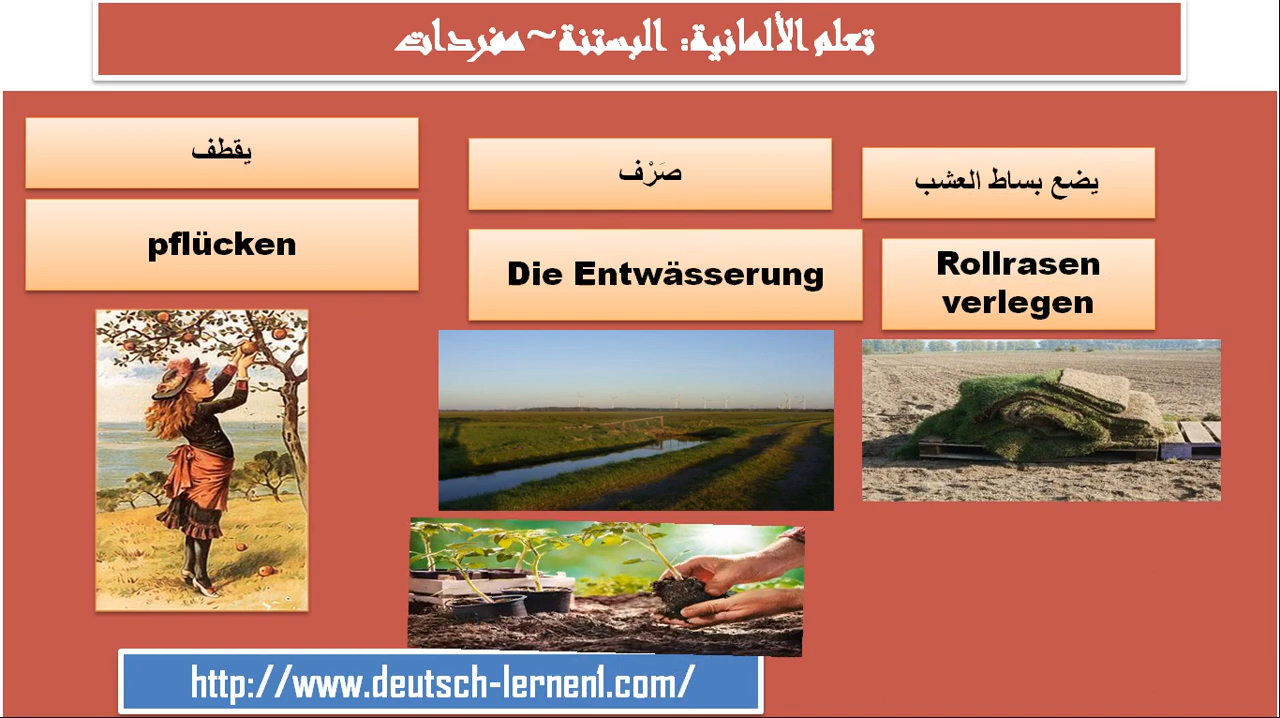 تعلم الألمانية: البستنة~مفردات
يقطف
pflücken
صَرْف
Die Entwässerung
يضع بساط العشب
Rollrasen
verlegen
http://www.deutsch-lernen1.com/